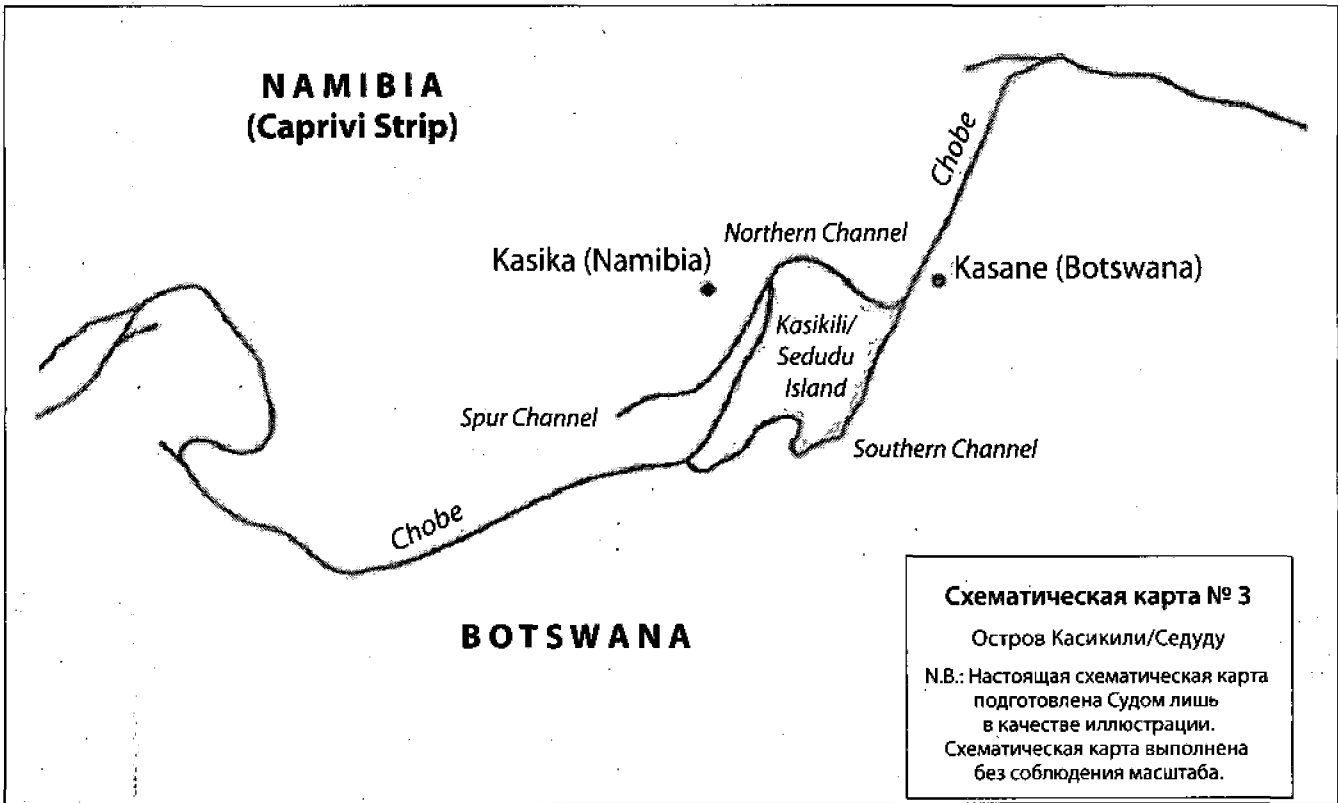 NAMIBIA
(Caprivi Strip)
Chobe
Northern Channel
Kasika (Namibia)
Kasane (Botswana)
Kasikili/
Sedudu
Island
Spur Channel
Southern Channel
Chobe
BOTSWANA
Схематическая карта № 3
Остров Касикили/Седуду
N.B.: Настоящая схематическая карта
подготовлена Судом лишь
в качестве иллюстрации.
Схематическая карта выполнена
без соблюдения масштаба.